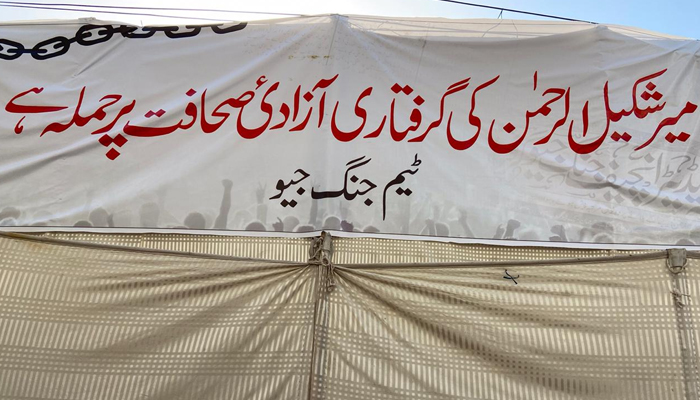 میر شکیل الرحمٰن کی گرفتاری آزادیٔ صحافت پر حملہ ہے
ٹیم جنگ جیو